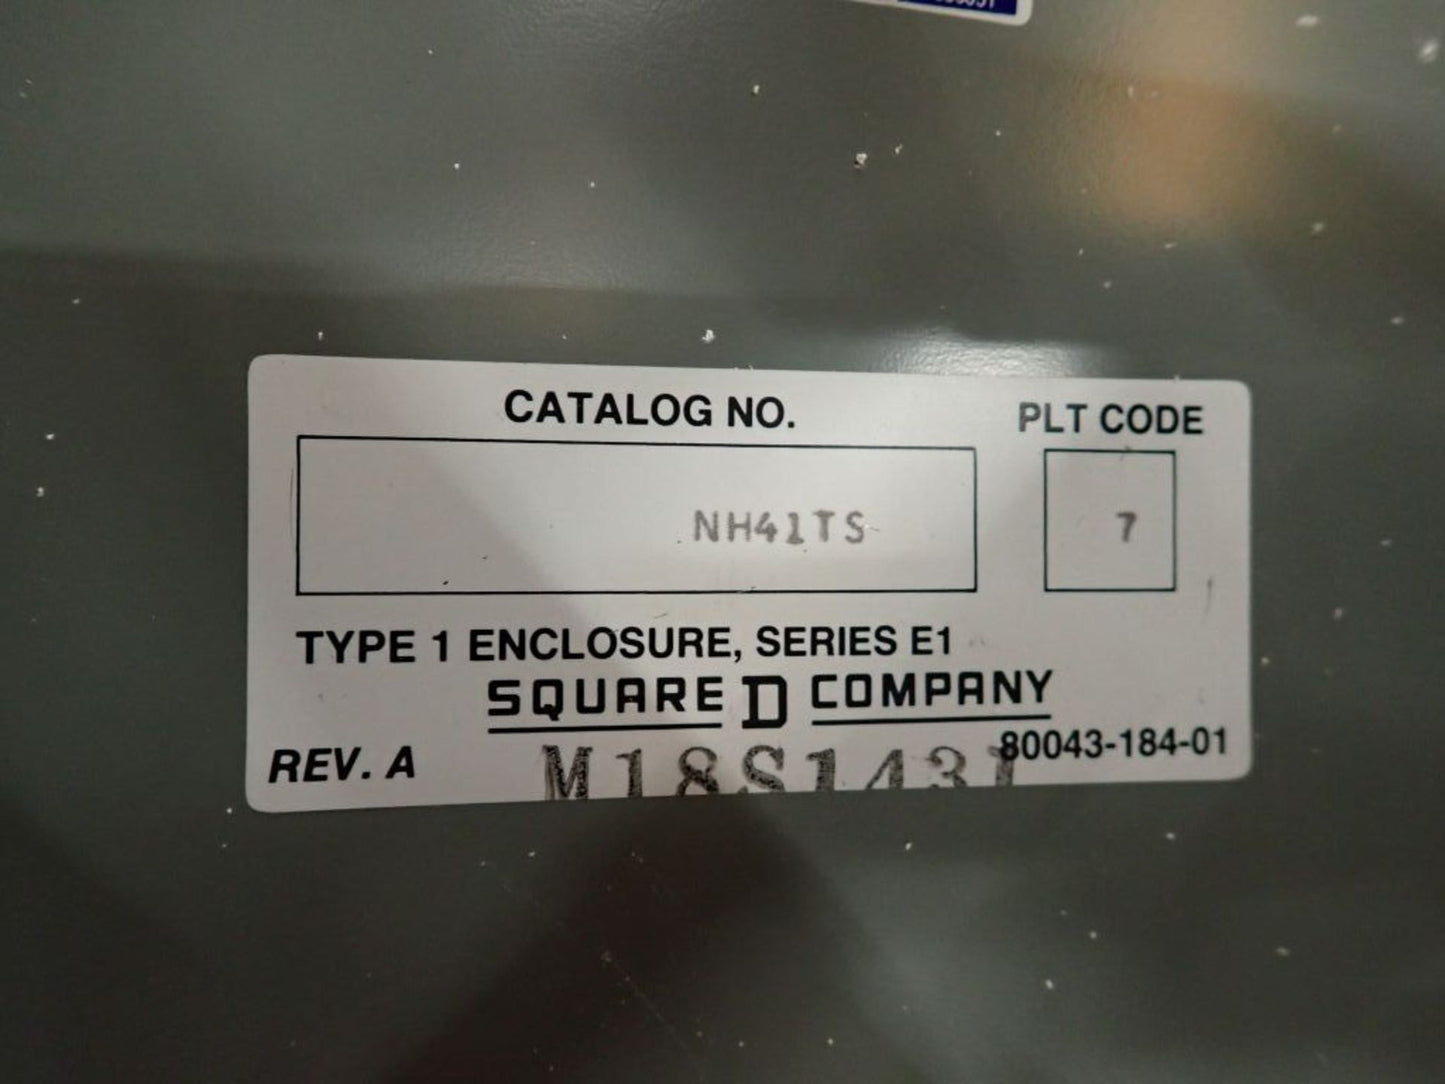 CATALOG NO.
PLT CODE
NH41TS
7
TYPE 1 ENCLOSURE, SERIES E1
SQUARE D COMPANY
REV. A
80043-184-01